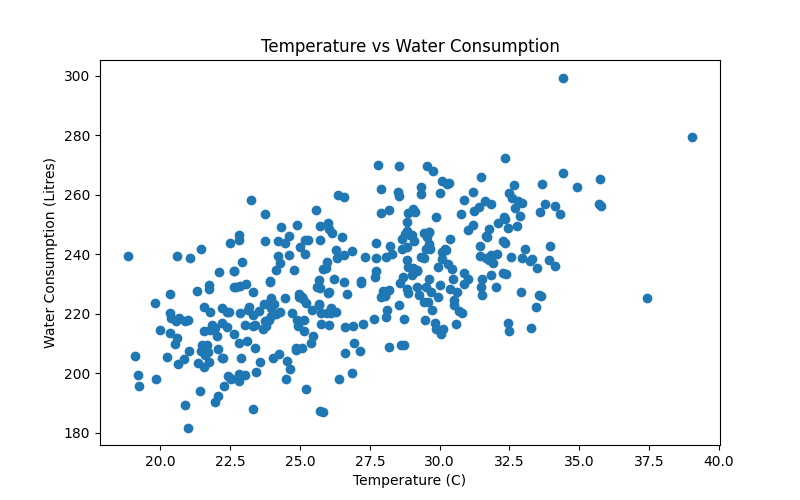 Temperature vs Water Consumption
Water Consumption (Litres)
300
280
260
240
220
200
180
20.0 22.5 25.0 27.5 30.0 32.5 35.0 37.5 40.0
Temperature (C)